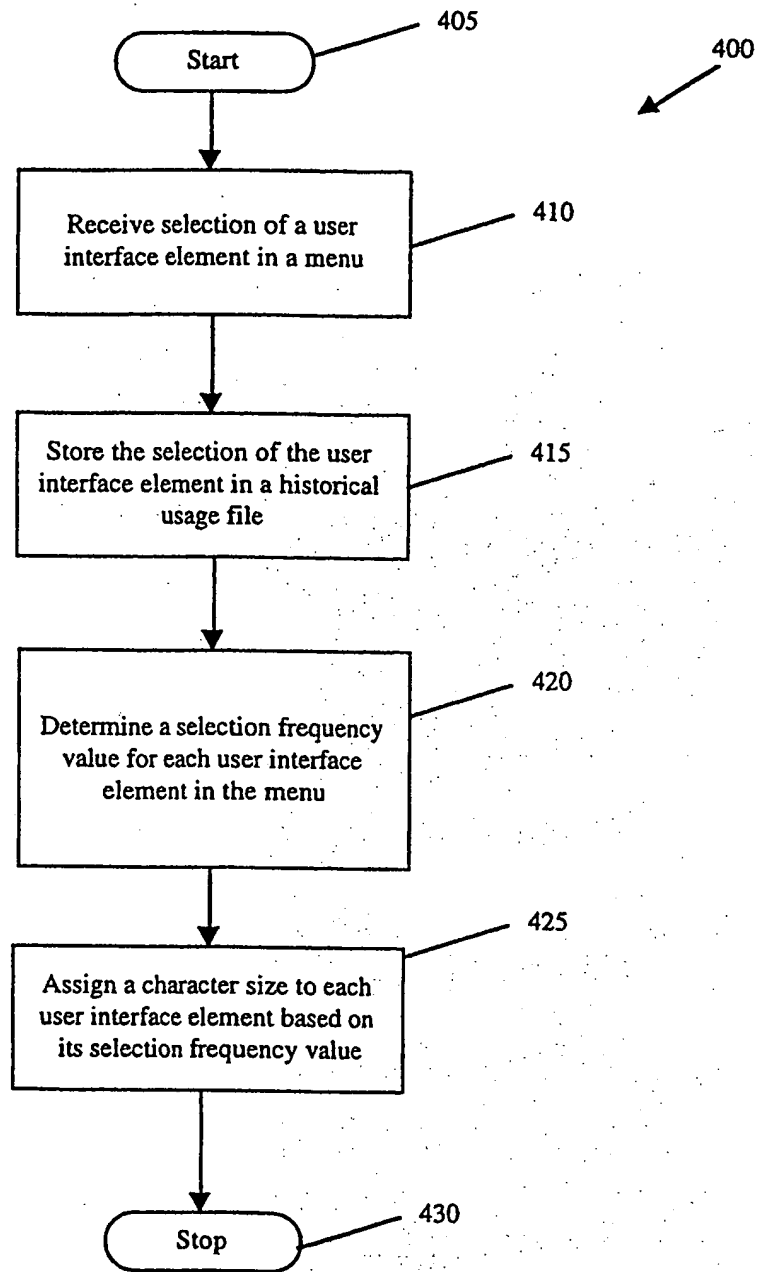 405
Start
400
Receive selection of a user
interface element in a menu
410
Store the selection of the user
interface element in a historical
usage file
415
Determine a selection frequency
value for each user interface
element in the menu
420
425
Assign a character size to each
user interface element based on
its selection frequency value
Stop
430